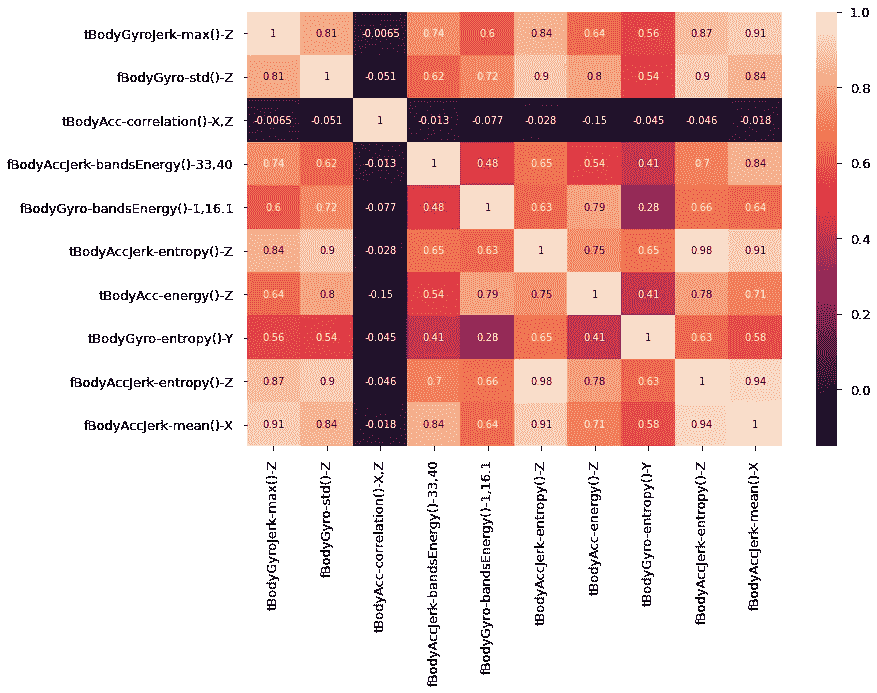 tBodyGyroJerk-max()-Z 1 0.81 -0.0065 0.74 0.6 0.84 0.64 0.56 0.87 0.91
fBodyGyro-std()-Z 0.81 1 -0.051 0.62 0.72 0.9 0.8 0.54 0.9 0.84
tBodyAcc-correlation()-X,Z -0.0065 -0.051 1 -0.013 -0.077 -0.028 -0.15 -0.045 -0.046 -0.018
fBodyAccJerk-bandsEnergy()-33,40 0.74 0.62 -0.013 1 0.48 0.65 0.54 0.41 0.7 0.84
fBodyGyro-bandsEnergy()-1,16.1 0.6 0.72 -0.077 0.48 1 0.63 0.79 0.28 0.66 0.64
tBodyAccJerk-entropy()-Z 0.84 0.9 -0.028 0.65 0.63 1 0.75 0.65 0.98 0.91
tBodyAcc-energy()-Z 0.64 0.8 -0.15 0.54 0.79 0.75 1 0.41 0.78 0.71
tBodyGyro-entropy()-Y 0.56 0.54 -0.045 0.41 0.28 0.65 0.41 1 0.63 0.58
fBodyAccJerk-entropy()-Z 0.87 0.9 -0.046 0.7 0.66 0.98 0.78 0.63 1 0.94
fBodyAccJerk-mean()-X 0.91 0.84 -0.018 0.84 0.64 0.91 0.71 0.58 0.94 1
tBodyGyroJerk-max()-Z
fBodyGyro-std()-Z
tBodyAcc-correlation()-X,Z
fBodyAccJerk-bandsEnergy()-33,40
fBodyGyro-bandsEnergy()-1,16.1
tBodyAccJerk-entropy()-Z
tBodyAcc-energy()-Z
tBodyGyro-entropy()-Y
fBodyAccJerk-entropy()-Z
fBodyAccJerk-mean()-X
1.0
0.8
0.6
0.4
0.2
0.0